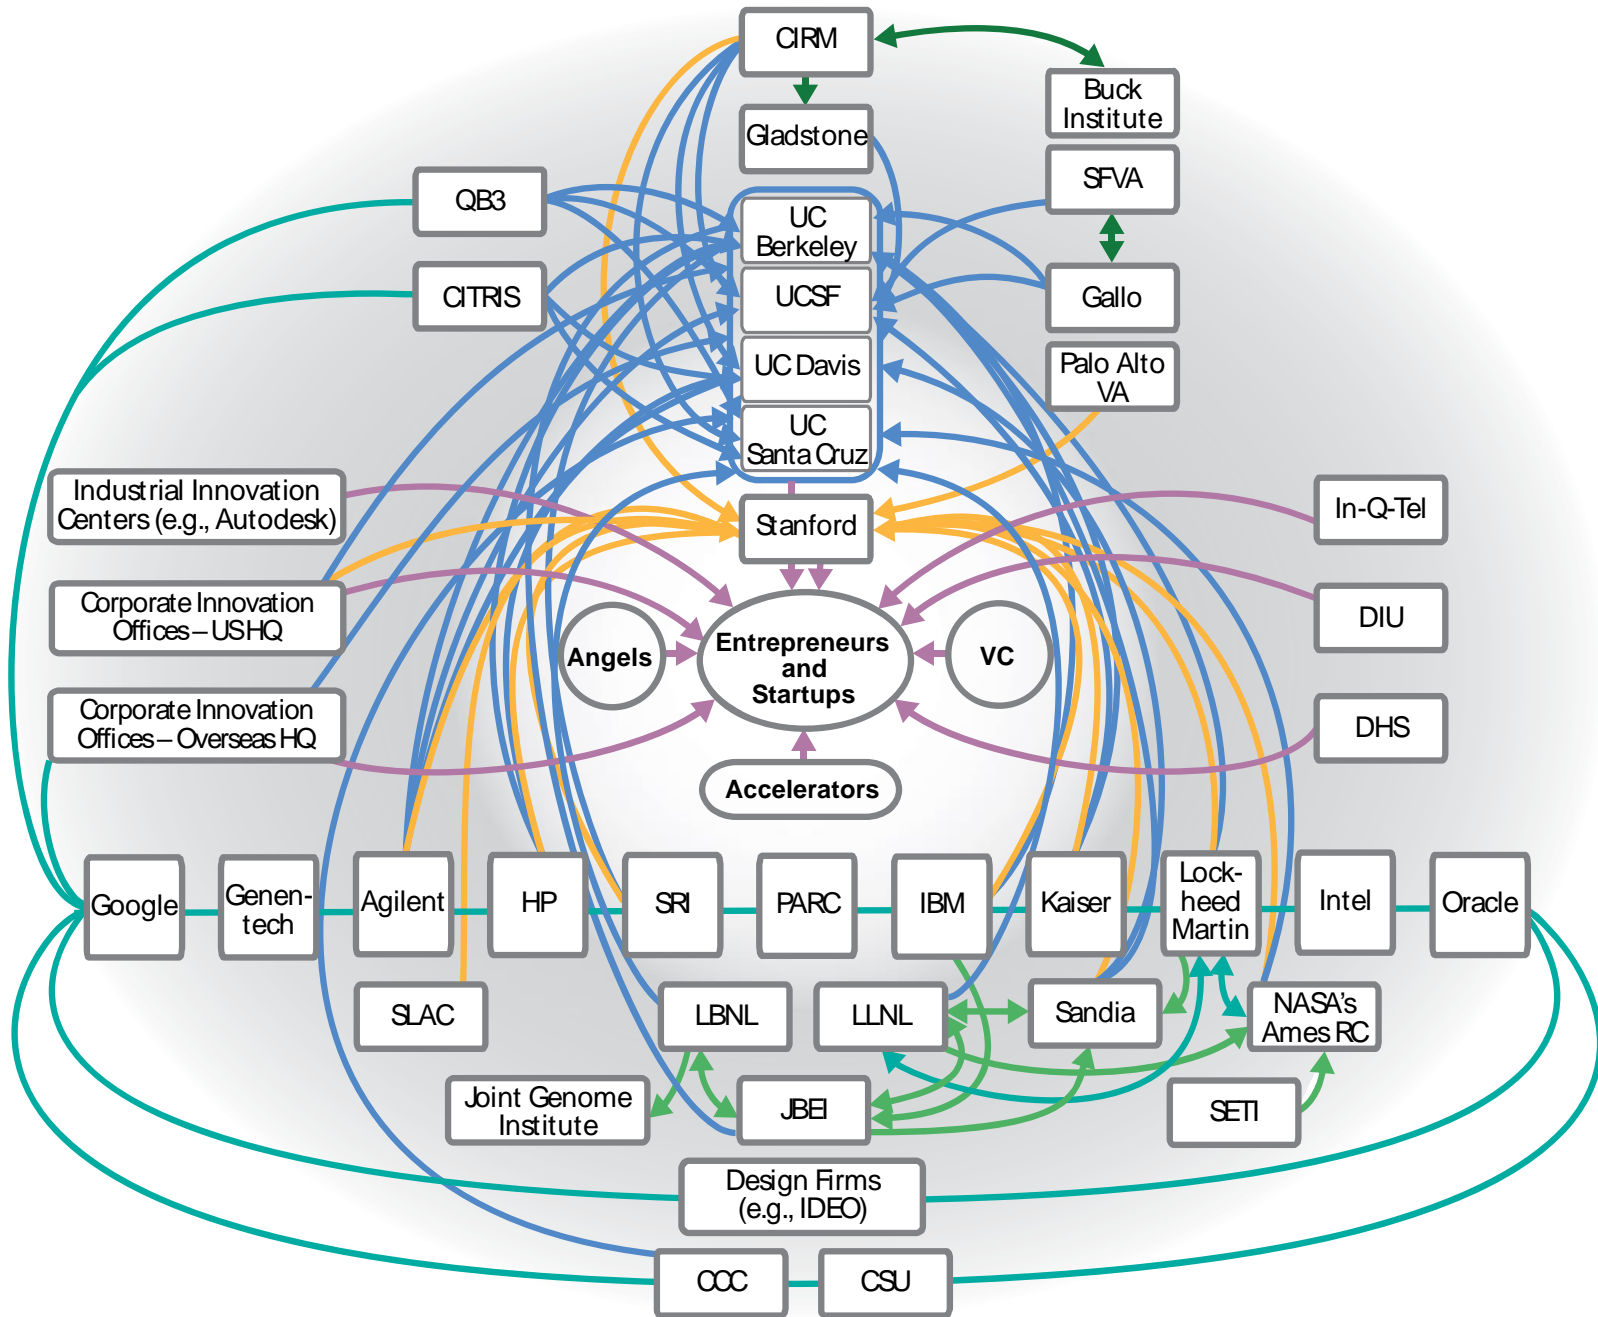 CIRM
Buck
Institute
Gladstone
SFVA
QB3
UC
Berkeley
CITRIS
UCSF
Gallo
UC Davis
Palo Alto
VA
UC
Santa Cruz
Industrial Innovation
Centers (e.g., Autodesk)
In-Q-Tel
Stanford
Corporate Innovation
Offices – US HQ
DIU
Angels
Entrepreneurs
and
Startups
VC
Corporate Innovation
Offices – Overseas HQ
DHS
Accelerators
Google
Genen-
tech
Agilent
HP
SRI
PARC
IBM
Kaiser
Lock-
heed
Martin
Intel
Oracle
SLAC
LBNL
LLNL
Sandia
NASA's
Ames RC
Joint Genome
Institute
JBEI
SETI
Design Firms
(e.g., IDEO)
CCC
CSU